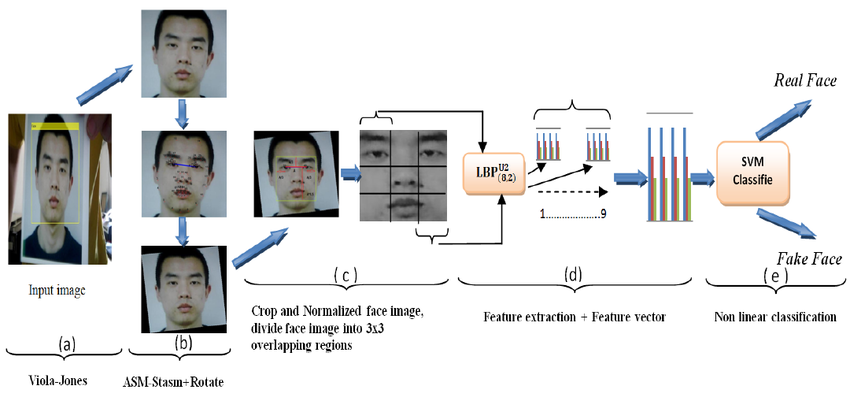 Input image
(a)
Viola-Jones
(b)
ASM-Stasm+Rotate
(c)
Crop and Normalized face image,
divide face image into 3x3
overlapping regions
LBP U2 (8,2)
1..................9
(d)
Feature extraction + Feature vector
SVM
Classifie
Real Face
Fake Face
(e)
Non linear classification